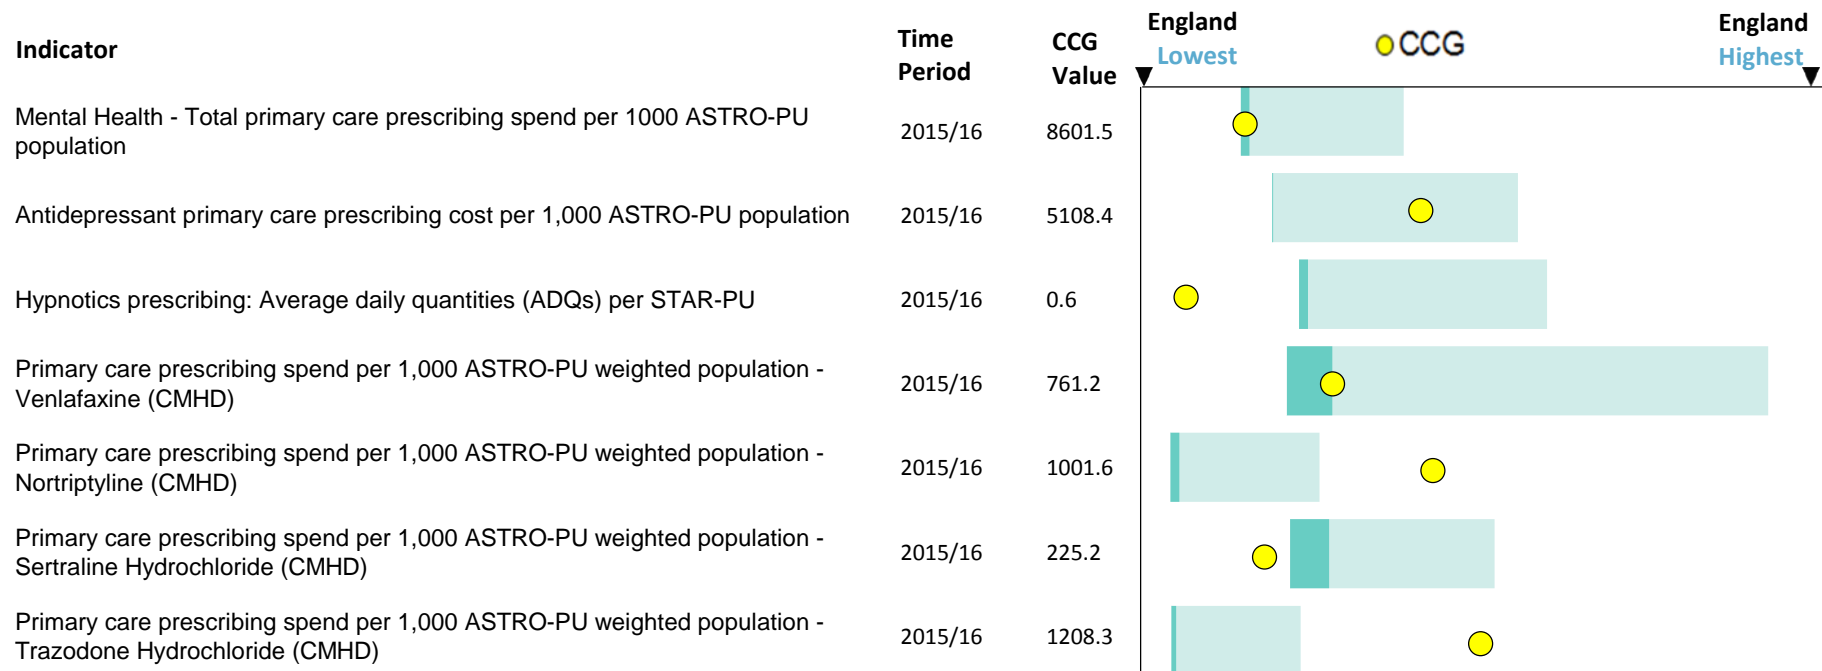 Indicator
Time Period
CCG Value
England Lowest
CCG
England Highest
Mental Health - Total primary care prescribing spend per 1000 ASTRO-PU
population
2015/16
8601.5
Antidepressant primary care prescribing cost per 1,000 ASTRO-PU population
2015/16
5108.4
Hypnotics prescribing: Average daily quantities (ADQs) per STAR-PU
2015/16
0.6
Primary care prescribing spend per 1,000 ASTRO-PU weighted population -
Venlafaxine (CMHD)
2015/16
761.2
Primary care prescribing spend per 1,000 ASTRO-PU weighted population -
Nortriptyline (CMHD)
2015/16
1001.6
Primary care prescribing spend per 1,000 ASTRO-PU weighted population -
Sertraline Hydrochloride (CMHD)
2015/16
225.2
Primary care prescribing spend per 1,000 ASTRO-PU weighted population -
Trazodone Hydrochloride (CMHD)
2015/16
1208.3